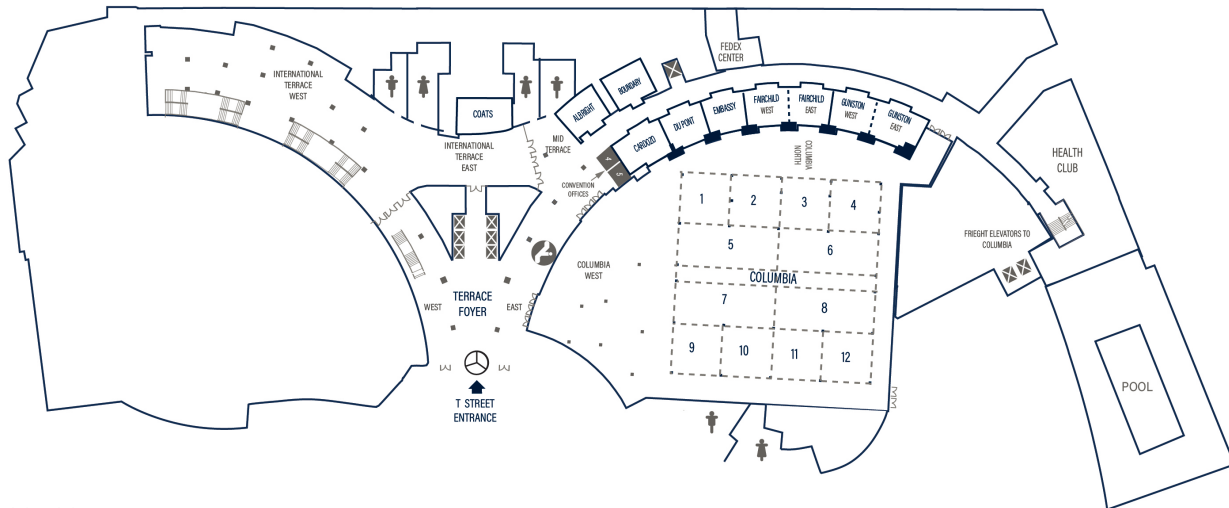 INTERNATIONAL
TERRACE
WEST
COATS
INTERNATIONAL
TERRACE
EAST
MID
TERRACE
ALBRIGHT
BOUNDARY
FEDEX
CENTER
CARDOZO
DU PONT
EMBASSY
FAIRCHILD
WEST
FAIRCHILD
EAST
GUNSTON
WEST
GUNSTON
EAST
4
5
CONVENTION
OFFICES
COLUMBIA
NORTH
HEALTH
CLUB
FRIEGHT ELEVATORS TO
COLUMBIA
1
2
3
4
5
6
COLUMBIA
WEST
COLUMBIA
7
8
9
10
11
12
WEST
TERRACE
FOYER
EAST
T STREET
ENTRANCE
POOL